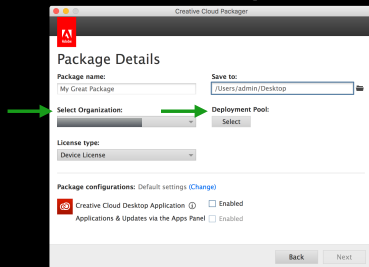 Creative Cloud Packager
Adobe
Package Details
Package name:
Save to:
My Great Package
/Users/admin/Desktop
Select Organization:
Deployment Pool:
Select
License type:
Device License
Package configurations: Default settings (Change)
Creative Cloud Desktop Application ⓘ Enabled
Applications & Updates via the Apps Panel Enabled
Back Next